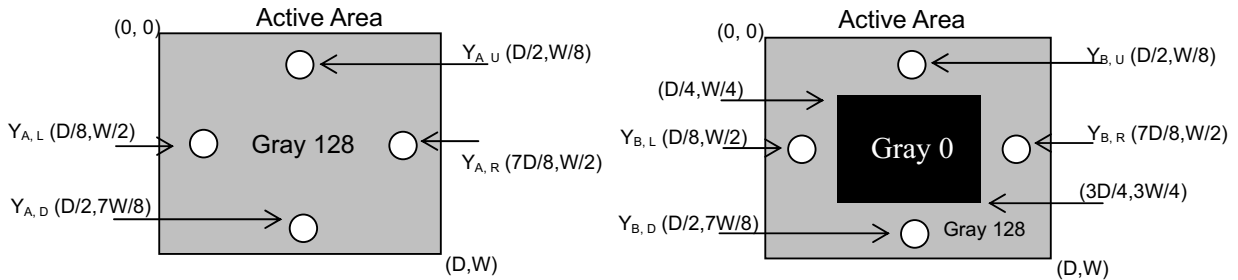 Active Area
(0, 0)
Y_A, U (D/2,W/8)
Y_A, L (D/8,W/2)
Gray 128
Y_A, R (7D/8,W/2)
Y_A, D (D/2,7W/8)
(D,W)
Active Area
(0, 0)
Y_B, U (D/2,W/8)
(D/4,W/4)
Y_B, L (D/8,W/2)
Gray 0
Y_B, R (7D/8,W/2)
(3D/4,3W/4)
Y_B, D (D/2,7W/8)
Gray 128
(D,W)